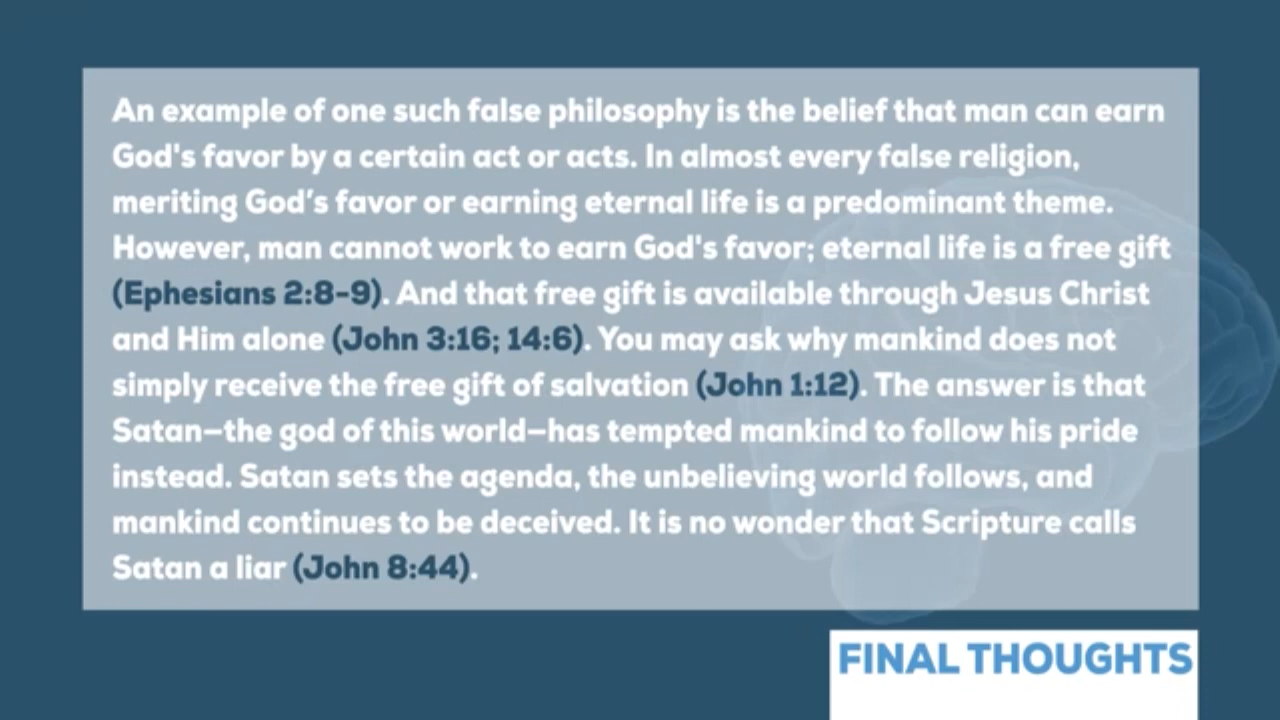 An example of one such false philosophy is the belief that man can earn
God's favor by a certain act or acts. In almost every false religion,
meriting God’s favor or earning eternal life is a predominant theme.
However, man cannot work to earn God's favor; eternal life is a free gift
(Ephesians 2:8-9). And that free gift is available through Jesus Christ
and Him alone (John 3:16; 14:6). You may ask why mankind does not
simply receive the free gift of salvation (John 1:12). The answer is that
Satan—the god of this world—has tempted mankind to follow his pride
instead. Satan sets the agenda, the unbelieving world follows, and
mankind continues to be deceived. It is no wonder that Scripture calls
Satan a liar (John 8:44).
FINAL THOUGHTS